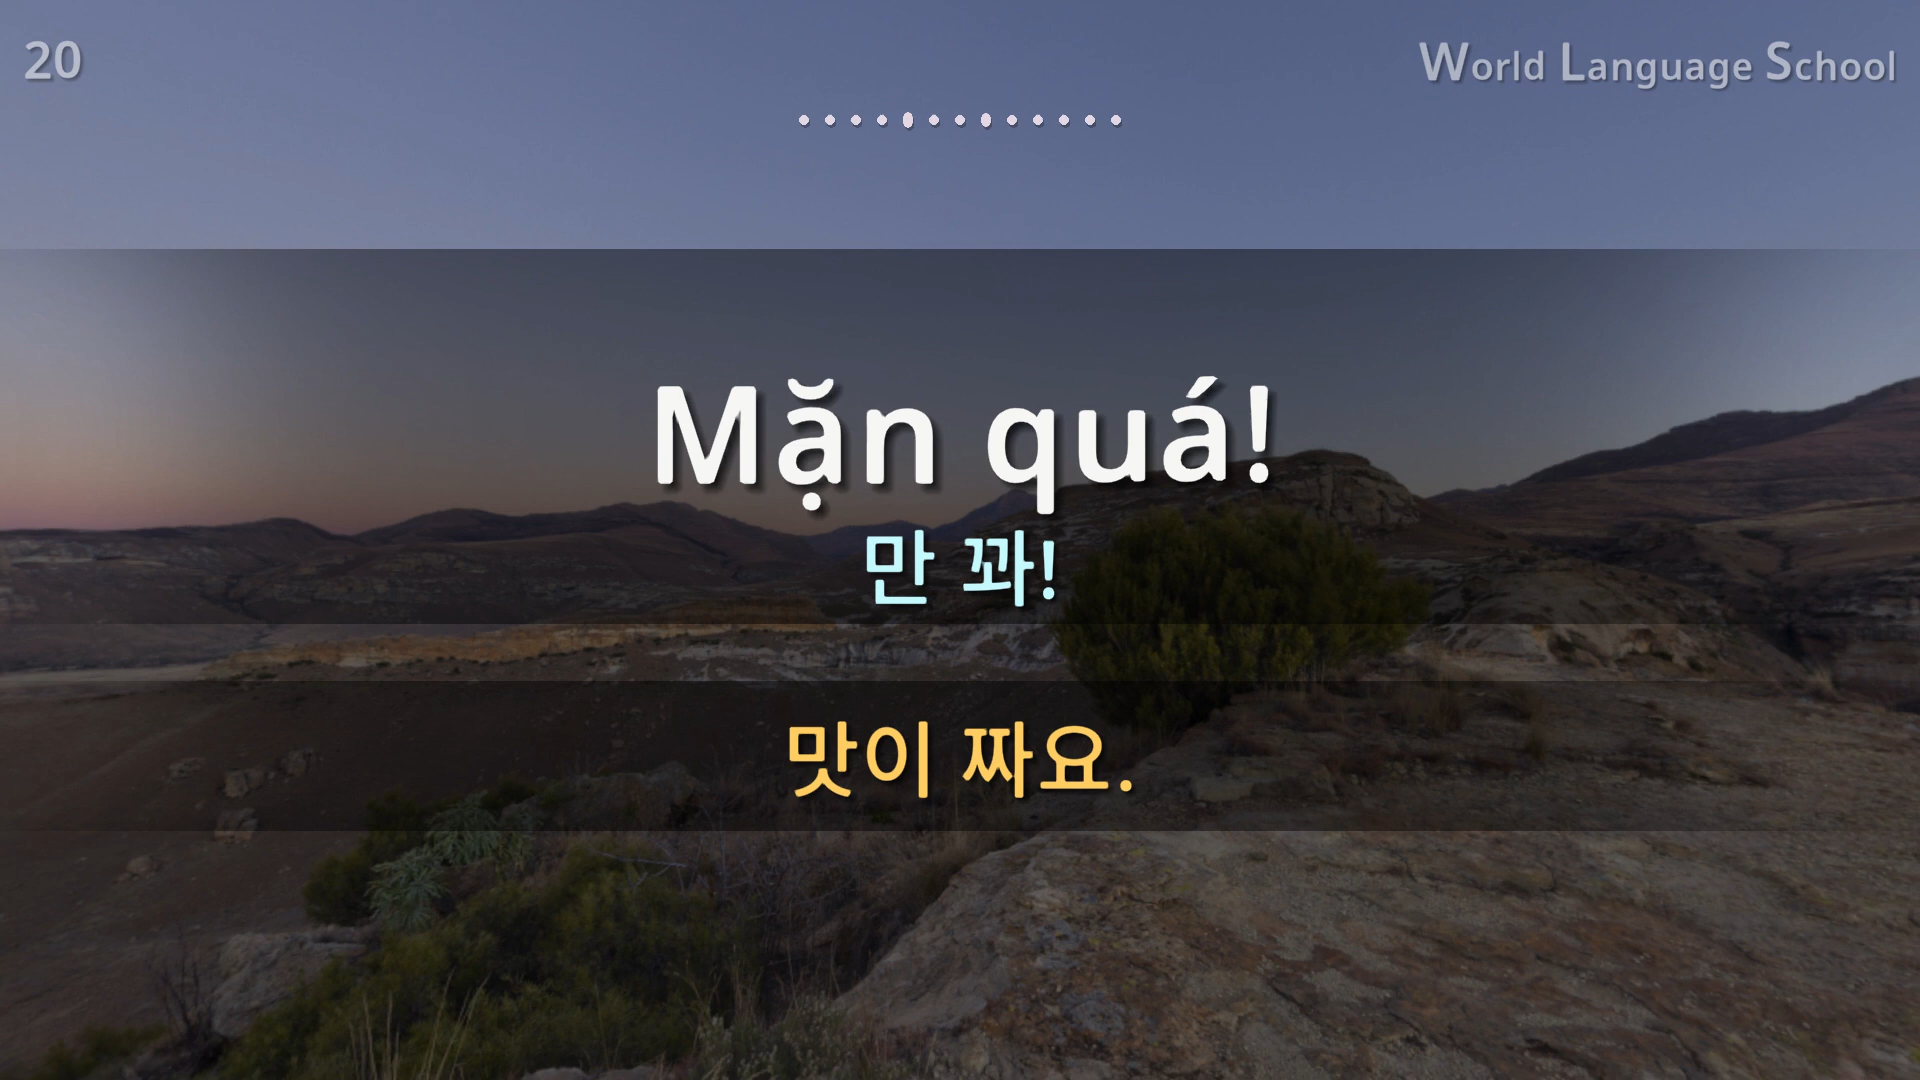 20
World Language School
Mặn quá!
만 꽈!
맛이 짜요.